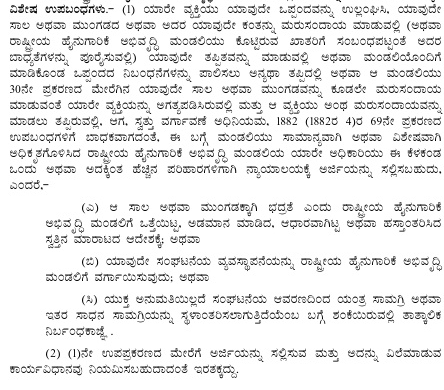 ವಿಶೇಷ ಉಪಬಂಧಗಳು.- (1) ಯಾರೇ ವ್ಯಕ್ತಿಯು ಯಾವುದೇ ಒಪ್ಪಂದವನ್ನು ಉಲ್ಲಂಘಿಸಿ, ಯಾವುದೇ
ಸಾಲ ಅಥವಾ ಮುಂಗಡದ ಅಥವಾ ಅದರ ಯಾವುದೇ ಕಂತನ್ನು ಮರುಸಂದಾಯ ಮಾಡುವಲ್ಲಿ (ಅಥವಾ
ರಾಷ್ಟ್ರೀಯ ಹೈನುಗಾರಿಕೆ ಅಭಿವೃದ್ಧಿ ಮಂಡಲಿಯು ಕೊಟ್ಟಿರುವ ಖಾತರಿಗೆ ಸಂಬಂಧಪಟ್ಟಂತೆ ಅದರ
ಬಾಧ್ಯತೆಗಳನ್ನು ಪೂರೈಸುವಲ್ಲಿ) ಯಾವುದೇ ತಪ್ಪಿತವನ್ನು ಮಾಡುವಲ್ಲಿ ಅಥವಾ ಮಂಡಲಿಯೊಂದಿಗೆ
ಮಾಡಿಕೊಂಡ ಒಪ್ಪಂದದ ನಿಬಂಧನೆಗಳನ್ನು ಪಾಲಿಸಲು ಅನ್ಯಥಾ ತಪ್ಪಿದಲ್ಲಿ ಅಥವಾ ಆ ಮಂಡಲಿಯು
30ನೇ ಪ್ರಕರಣದ ಮೇರೆಗಿನ ಯಾವುದೇ ಸಾಲ ಅಥವಾ ಮುಂಗಡವನ್ನು ಕೂಡಲೇ ಮರುಸಂದಾಯ
ಮಾಡುವಂತೆ ಯಾರೇ ವ್ಯಕ್ತಿಯನ್ನು ಅಗತ್ಯಪಡಿಸಿರುವಲ್ಲಿ ಮತ್ತು ಆ ವ್ಯಕ್ತಿಯು ಅಂಥ ಮರುಸಂದಾಯವನ್ನು
ಮಾಡಲು ತಪ್ಪಿರುವಲ್ಲಿ, ಆಗ, ಸ್ವತ್ತು ವರ್ಗಾವಣೆ ಅಧಿನಿಯಮ, 1882 (1882ರ 4)ರ 69ನೇ ಪ್ರಕರಣದ
ಉಪಬಂಧಗಳಿಗೆ ಬಾಧಕವಾಗದಂತೆ, ಈ ಬಗ್ಗೆ ಮಂಡಲಿಯು ಸಾಮಾನ್ಯವಾಗಿ ಅಥವಾ ವಿಶೇಷವಾಗಿ
ಅಧಿಕೃತಗೊಳಿಸಿದ ರಾಷ್ಟ್ರೀಯ ಹೈನುಗಾರಿಕೆ ಅಭಿವೃದ್ಧಿ ಮಂಡಲಿಯ ಯಾರೇ ಅಧಿಕಾರಿಯು ಈ ಕೆಳಕಂಡ
ಒಂದು ಅಥವಾ ಅದಕ್ಕಿಂತ ಹೆಚ್ಚಿನ ಪರಿಹಾರಗಳಿಗಾಗಿ ನ್ಯಾಯಾಲಯಕ್ಕೆ ಅರ್ಜಿಯನ್ನು ಸಲ್ಲಿಸಬಹುದು,
ಎಂದರೆ,-
(ಎ) ಆ ಸಾಲ ಅಥವಾ ಮುಂಗಡಕ್ಕಾಗಿ ಭದ್ರತೆ ಎಂದು ರಾಷ್ಟ್ರೀಯ ಹೈನುಗಾರಿಕೆ
ಅಭಿವೃದ್ಧಿ ಮಂಡಲಿಗೆ ಒತ್ತೆಯಿಟ್ಟ, ಅಡಮಾನ ಮಾಡಿದ, ಆಧಾರವಾಗಿಟ್ಟ ಅಥವಾ ಹಸ್ತಾಂತರಿಸಿದ
ಸ್ವತ್ತಿನ ಮಾರಾಟದ ಆದೇಶಕ್ಕೆ; ಅಥವಾ
(ಬಿ) ಯಾವುದೇ ಸಂಘಟನೆಯ ವ್ಯವಸ್ಥಾಪನೆಯನ್ನು ರಾಷ್ಟ್ರೀಯ ಹೈನುಗಾರಿಕೆ ಅಭಿವೃದ್ಧಿ
ಮಂಡಲಿಗೆ ವರ್ಗಾಯಿಸುವುದು; ಅಥವಾ
(ಸಿ) ಯುಕ್ತ ಅನುಮತಿಯಿಲ್ಲದೆ ಸಂಘಟನೆಯ ಆವರಣದಿಂದ ಯಂತ್ರ ಸಾಮಗ್ರಿ ಅಥವಾ
ಇತರ ಸಾಧನ ಸಾಮಗ್ರಿಯನ್ನು ಸ್ಥಳಾಂತರಿಸಲಾಗುತ್ತಿದೆಯೆಂಬ ಬಗ್ಗೆ ಶಂಕೆಯಿರುವಲ್ಲಿ ತಾತ್ಕಾಲಿಕ
ನಿರ್ಬಂಧಕಾಜ್ಞೆ .
(2) (1)ನೇ ಉಪಪ್ರಕರಣದ ಮೇರೆಗೆ ಅರ್ಜಿಯನ್ನು ಸಲ್ಲಿಸುವ ಮತ್ತು ಅದನ್ನು ವಿಲೆಮಾಡುವ
ಕಾರ್ಯವಿಧಾನವು ನಿಯಮಿಸಬಹುದಾದಂತೆ ಇರತಕ್ಕದ್ದು.